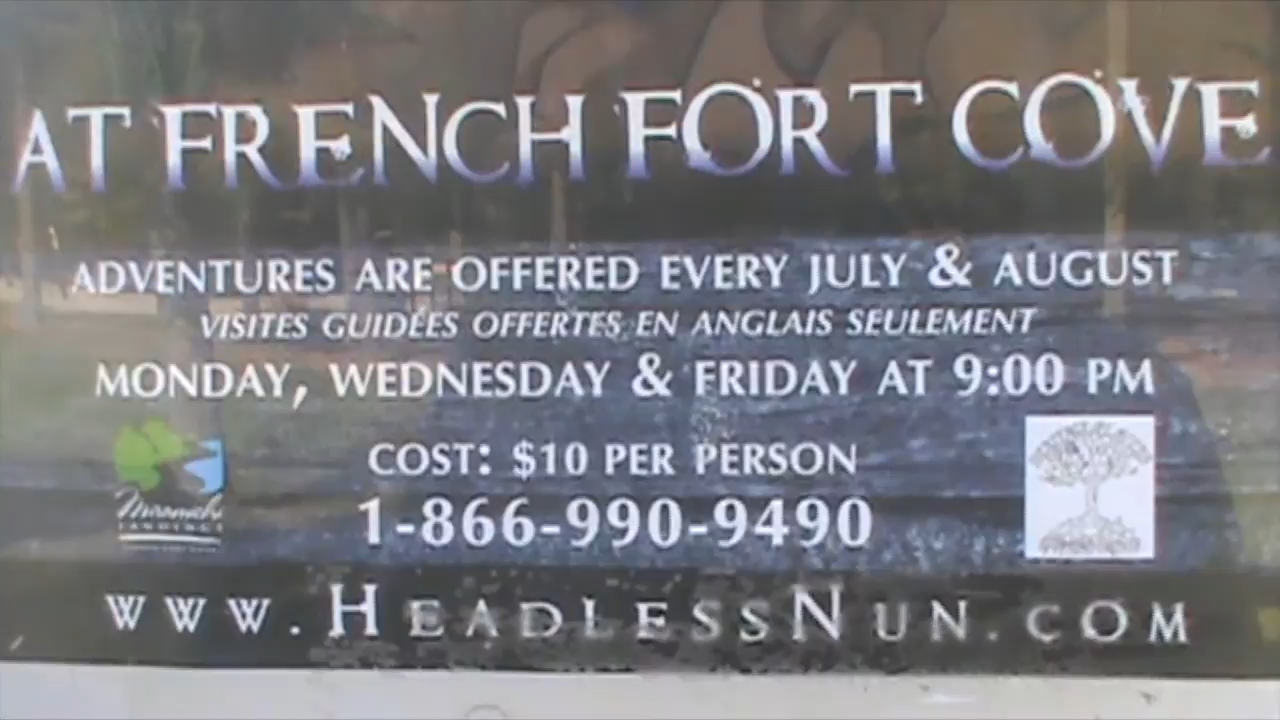 AT FRENCH FORT COVE
ADVENTURES ARE OFFERED EVERY JULY & AUGUST
VISITES GUIDÉES OFFERTES EN ANGLAIS SEULEMENT
MONDAY, WEDNESDAY & FRIDAY AT 9:00 PM
COST: $10 PER PERSON
1-866-990-9490
WWW.HEADLESSNUN.COM